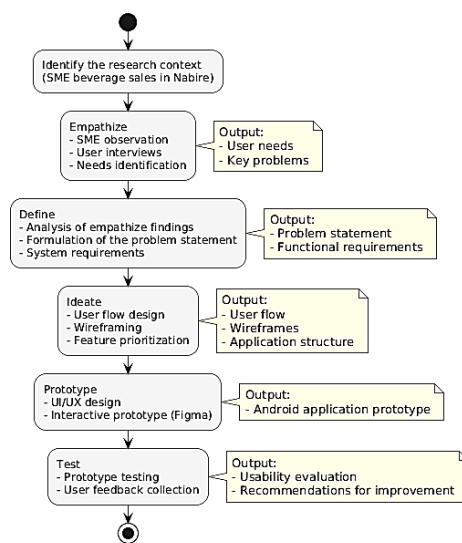 Identify the research context
(SME beverage sales in Nabire)
Empathize
- SME observation
- User interviews
- Needs identification
Output:
- User needs
- Key problems
Define
- Analysis of empathize findings
- Formulation of the problem statement
- System requirements
Output:
- Problem statement
- Functional requirements
Ideate
- User flow design
- Wireframing
- Feature prioritization
Output:
- User flow
- Wireframes
- Application structure
Prototype
- UI/UX design
- Interactive prototype (Figma)
Output:
- Android application prototype
Test
- Prototype testing
- User feedback collection
Output:
- Usability evaluation
- Recommendations for improvement